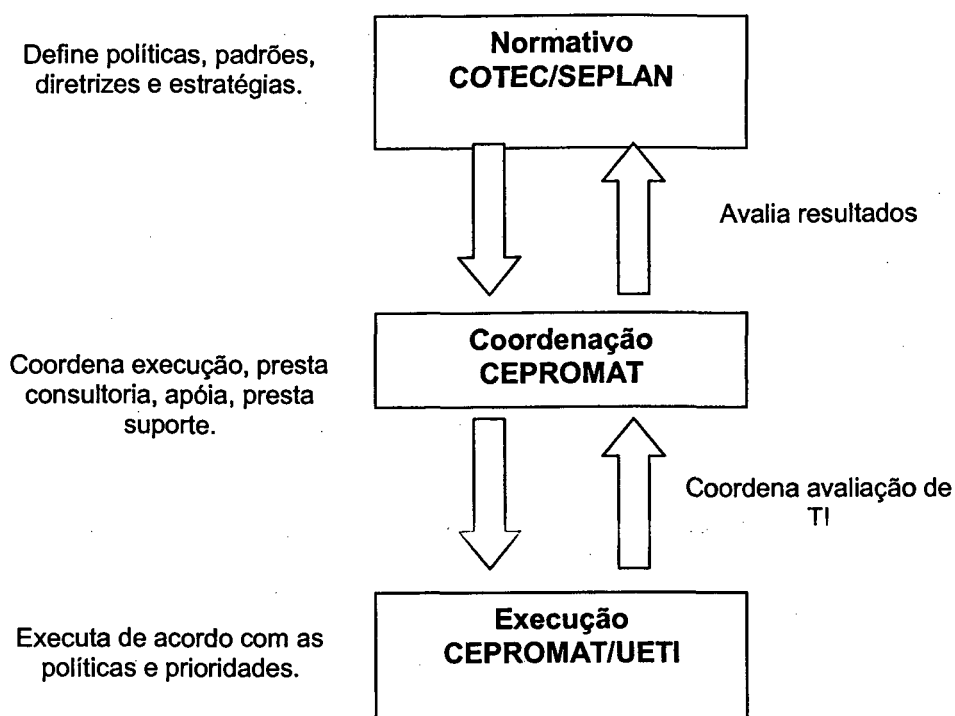 Define políticas, padrões,
diretrizes e estratégias.
Normativo
COTEC/SEPLAN
Avalia resultados
Coordena execução, presta
consultoria, apóia, presta
suporte.
Coordenação
CEPROMAT
Coordena avaliação de
TI
Executa de acordo com as
políticas e prioridades.
Execução
CEPROMAT/UETI